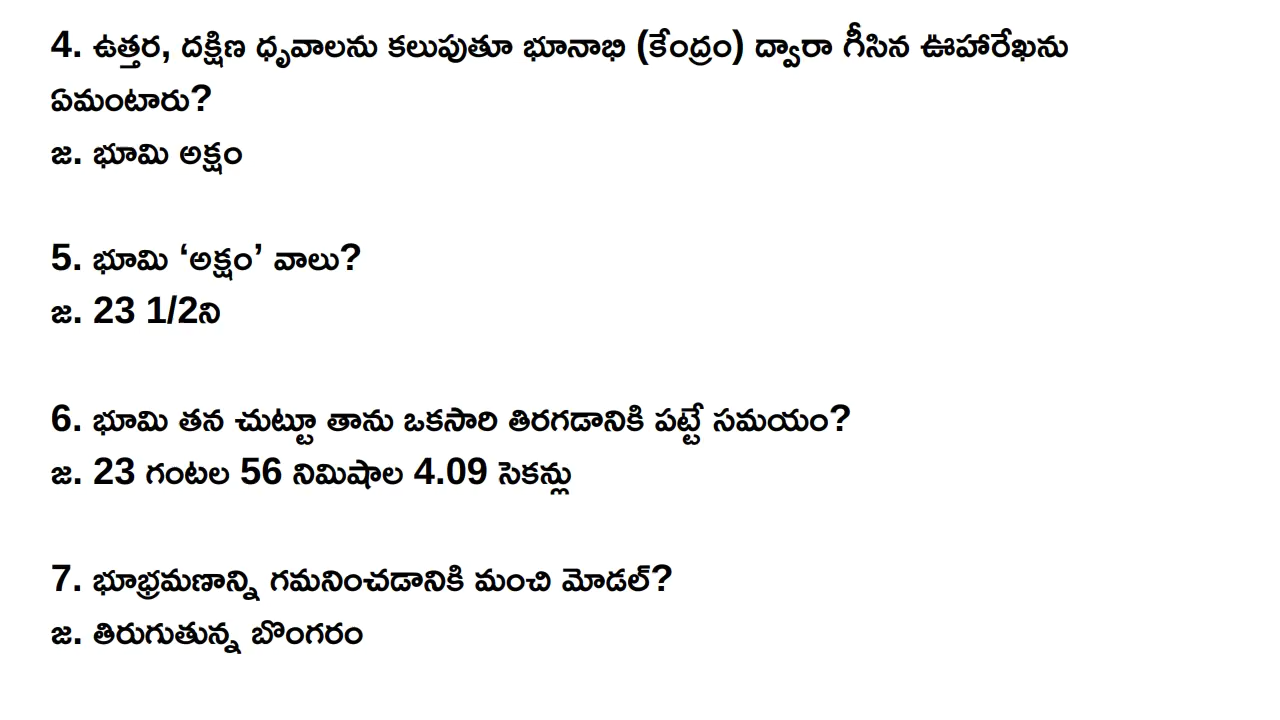 4. ఉత్తర, దక్షిణ ధృవాలను కలుపుతూ భూనాభి (కేంద్రం) ద్వారా గీసిన ఊహారేఖను
ఏమంటారు?
జ. భూమి అక్షం
5. భూమి ‘అక్షం’ వాలు?
జ. 23 1/2ని
6. భూమి తన చుట్టూ తాను ఒకసారి తిరగడానికి పట్టే సమయం?
జ. 23 గంటల 56 నిమిషాల 4.09 సెకన్లు
7. భూభ్రమణాన్ని గమనించడానికి మంచి మోడల్?
జ. తిరుగుతున్న బొంగరం